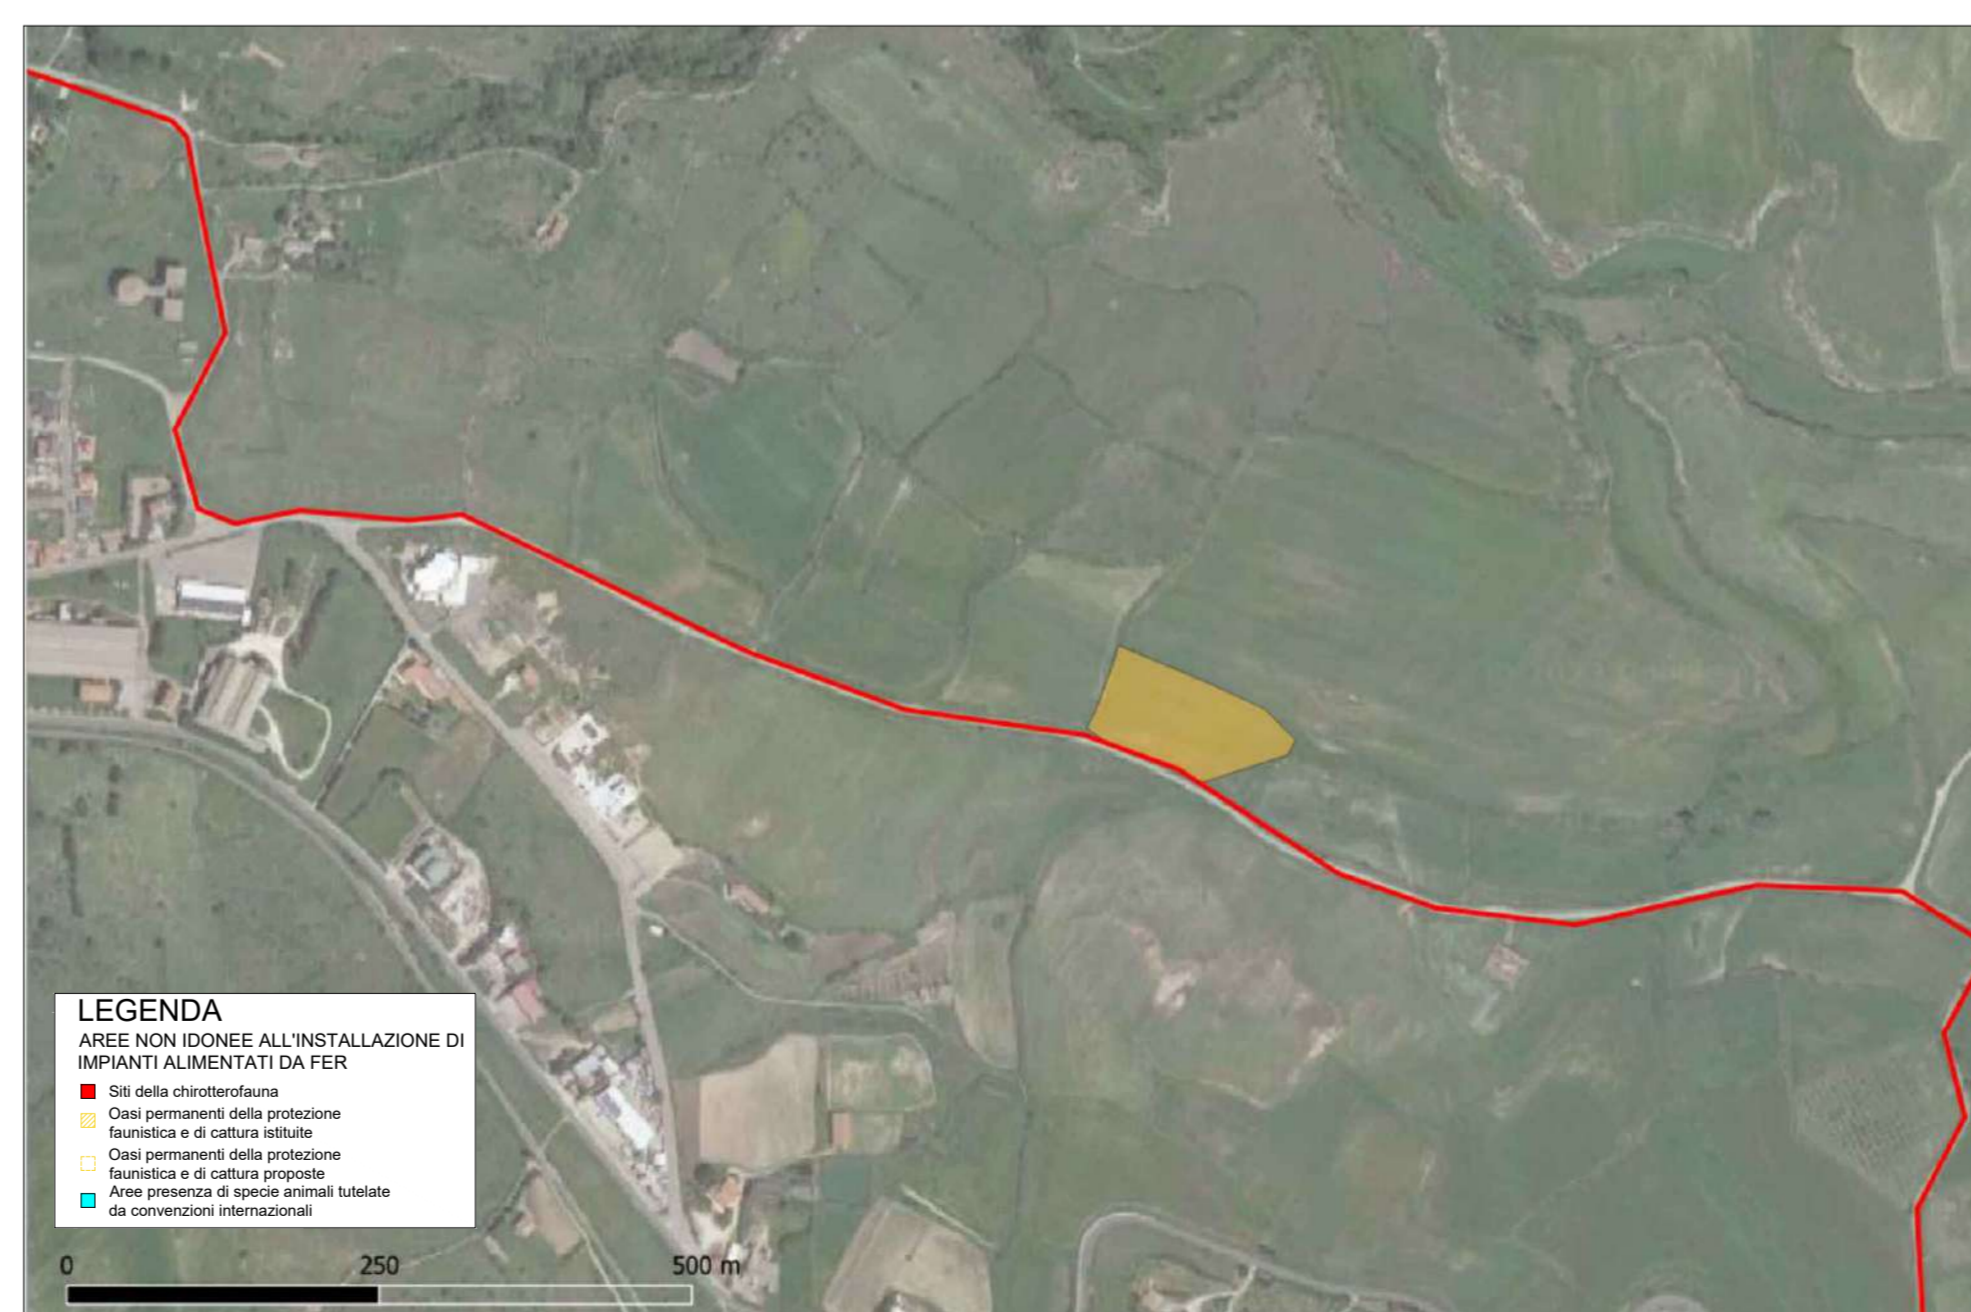 LEGENDA
AREE NON IDONEE ALL'INSTALLAZIONE DI
IMPIANTI ALIMENTATI DA FER
Siti della chirotterofauna
Oasi permanenti della protezione
faunistica e di cattura istituite
Oasi permanenti della protezione
faunistica e di cattura proposte
Aree presenza di specie animali tutelate
da convenzioni internazionali
0 250 500 m